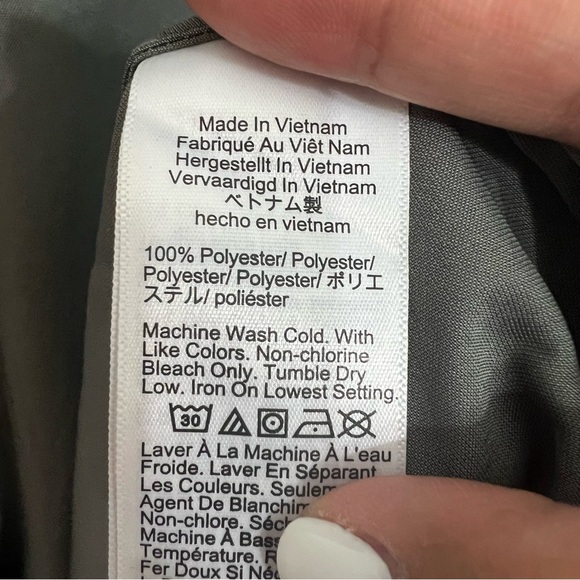 Made In Vietnam
Fabriqué Au Viêt Nam
Hergestellt In Vietnam
Vervaardigd In Vietnam
ベトナム製
hecho en vietnam
100% Polyester/ Polyester/
Polyester/ Polyester/ ポリエ
ステル/ poliéster
Machine Wash Cold. With
Like Colors. Non-chlorine
Bleach Only. Tumble Dry
Low. Iron On Lowest Setting.
30
Laver À La Machine À L'eau
Froide. Laver En Séparant
Les Couleurs.
Agent De
Non-chlore.
Machine À
Température.
Fer Doux Si